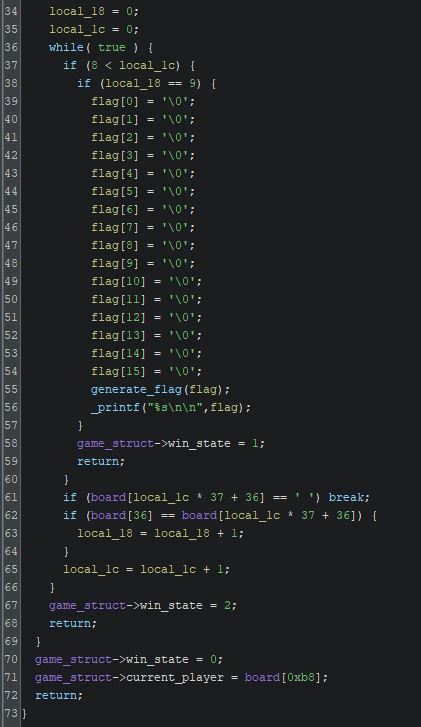 34 local_18 = 0;
35 local_1c = 0;
36 while( true ) {
37 if (8 < local_1c) {
38 if (local_18 == 9) {
39 flag[0] = '\0';
40 flag[1] = '\0';
41 flag[2] = '\0';
42 flag[3] = '\0';
43 flag[4] = '\0';
44 flag[5] = '\0';
45 flag[6] = '\0';
46 flag[7] = '\0';
47 flag[8] = '\0';
48 flag[9] = '\0';
49 flag[10] = '\0';
50 flag[11] = '\0';
51 flag[12] = '\0';
52 flag[13] = '\0';
53 flag[14] = '\0';
54 flag[15] = '\0';
55 generate_flag(flag);
56 _printf("%s\n\n",flag);
57 }
58 game_struct->win_state = 1;
59 return;
60 }
61 if (board[local_1c * 37 + 36] == ' ') break;
62 if (board[36] == board[local_1c * 37 + 36]) {
63 local_18 = local_18 + 1;
64 }
65 local_1c = local_1c + 1;
66 }
67 game_struct->win_state = 2;
68 return;
69 }
70 game_struct->win_state = 0;
71 game_struct->current_player = board[0xb8];
72 return;
73 }